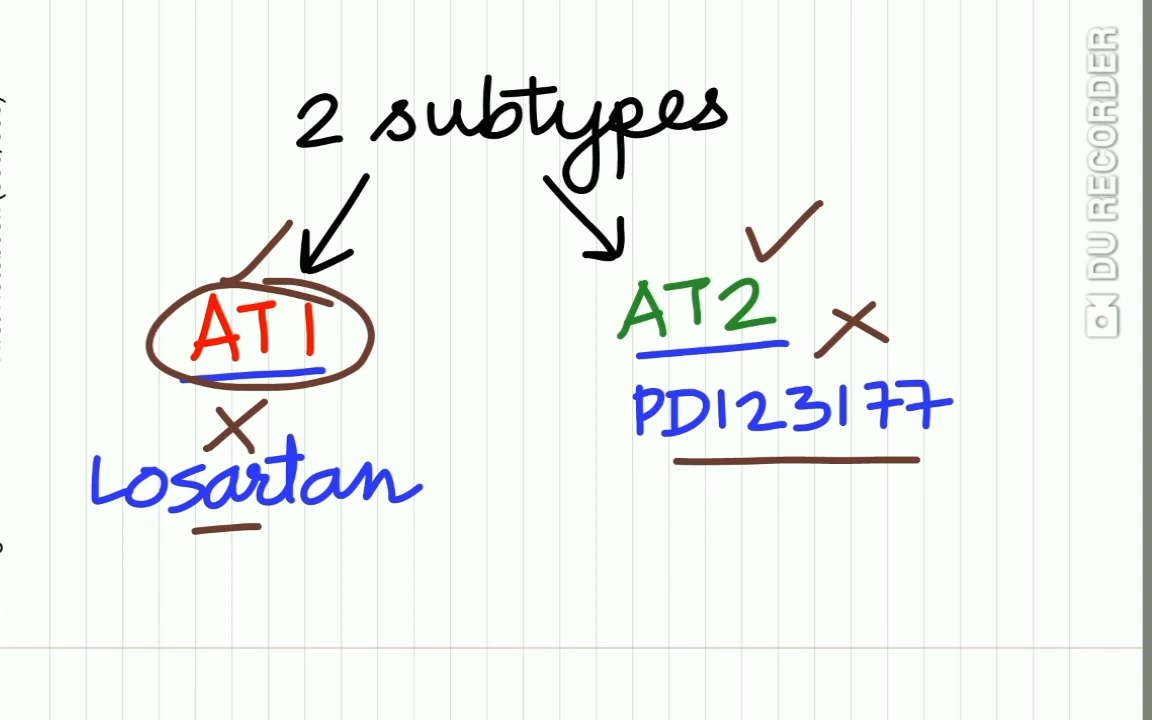 2 subtypes
AT1
AT2
Losartan
PD123177
DU RECORDER